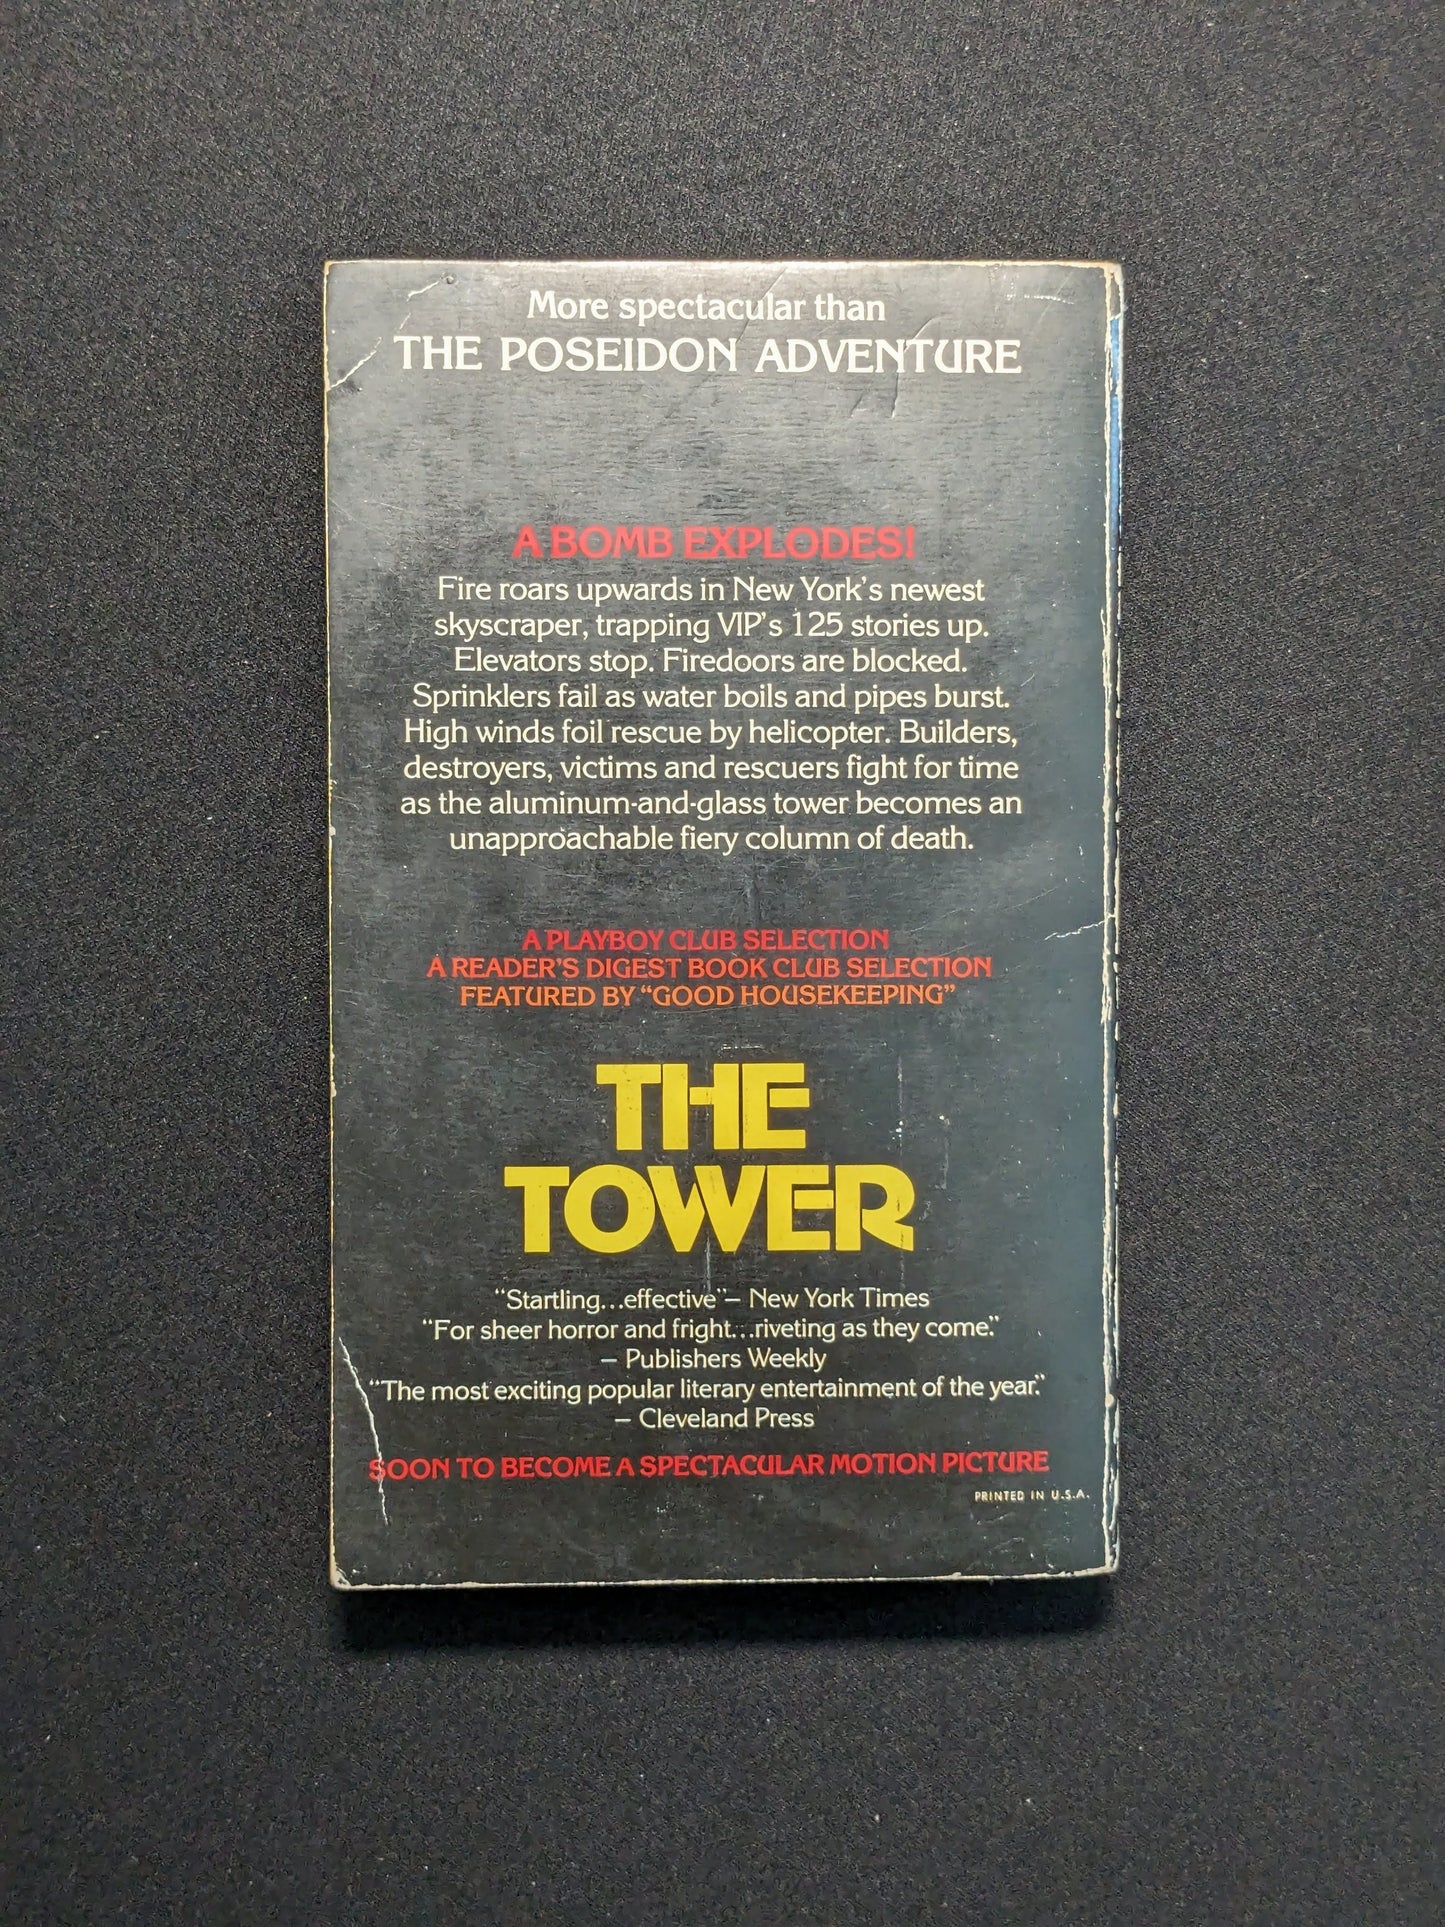 More spectacular than
THE POSEIDON ADVENTURE
A BOMB EXPLODES!
Fire roars upwards in New York's newest
skyscraper, trapping VIP's 125 stories up.
Elevators stop. Firedoors are blocked.
Sprinklers fail as water boils and pipes burst.
High winds foil rescue by helicopter. Builders,
destroyers, victims and rescuers fight for time
as the aluminum-and-glass tower becomes an
unapproachable fiery column of death.
A PLAYBOY CLUB SELECTION
A READER'S DIGEST BOOK CLUB SELECTION
FEATURED BY “GOOD HOUSEKEEPING”
THE
TOWER
“Startling...effective”— New York Times
“For sheer horror and fright...riveting as they come.”
— Publishers Weekly
“The most exciting popular literary entertainment of the year.”
— Cleveland Press
SOON TO BECOME A SPECTACULAR MOTION PICTURE
PRINTED IN U.S.A.